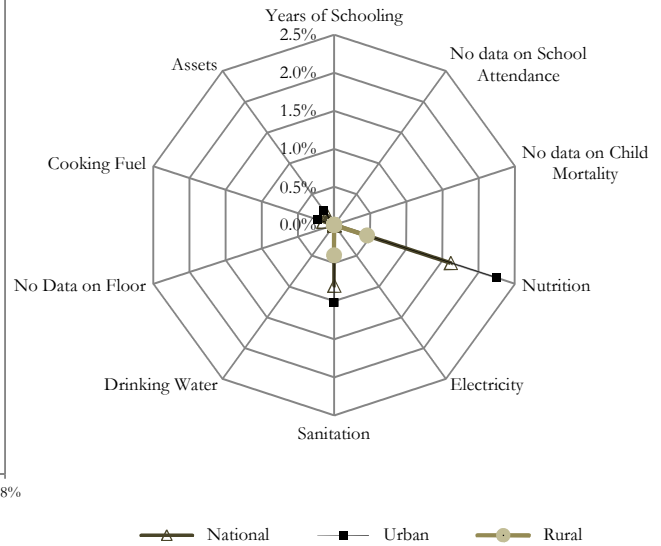 Years of Schooling
2.5%
No data on School
Attendance
Assets
2.0%
1.5%
No data on Child
Mortality
Cooking Fuel
1.0%
0.5%
0.0%
No Data on Floor
Nutrition
Drinking Water
Electricity
Sanitation
8%
National
Urban
Rural